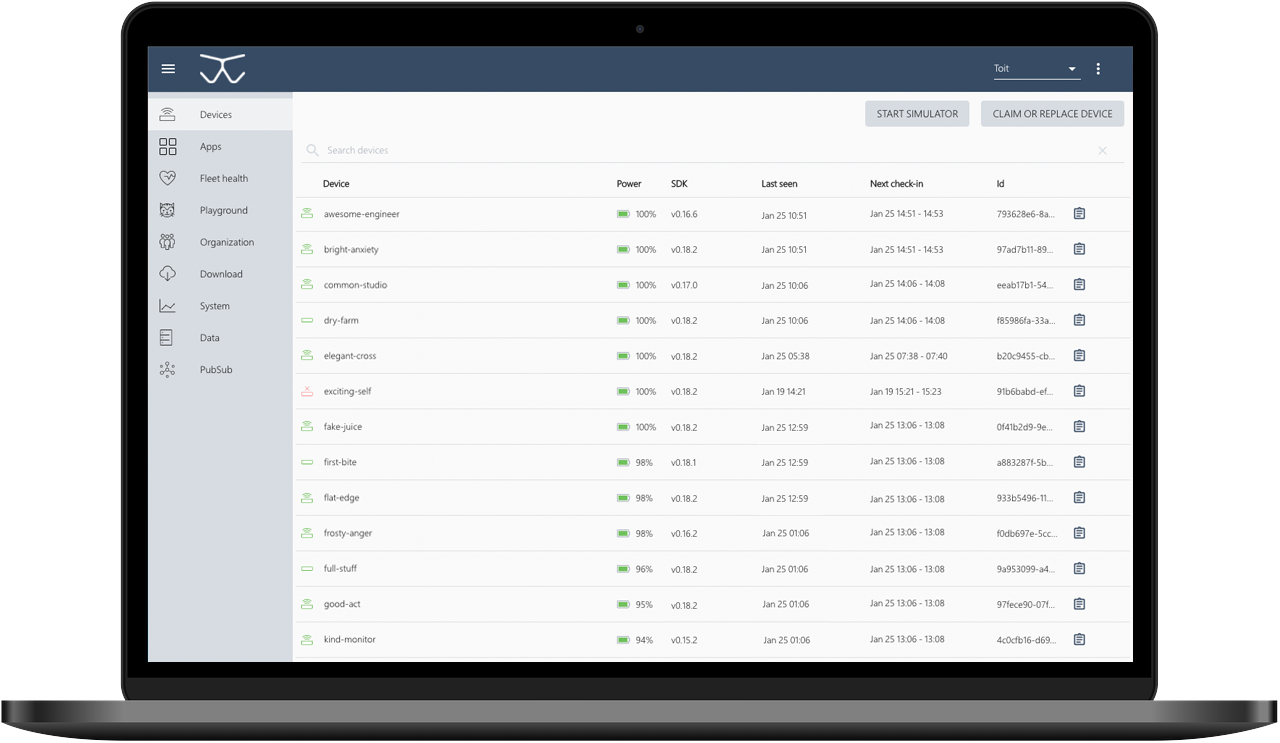 Toit
Devices
Apps
Fleet health
Playground
Organization
Download
System
Data
PubSub
START SIMULATOR CLAIM OR REPLACE DEVICE
Search devices
Device Power SDK Last seen Next check-in Id
awesome-engineer 100% v0.16.6 Jan 25 10:51 Jan 25 14:51 - 14:53 793628e6-8a...
bright-anxiety 100% v0.18.2 Jan 25 10:51 Jan 25 14:51 - 14:53 97ad7b11-89...
common-studio 100% v0.17.0 Jan 25 10:06 Jan 25 14:06 - 14:08 eeab17b1-54...
dry-farm 100% v0.18.2 Jan 25 10:06 Jan 25 14:06 - 14:08 f85986fa-33a...
elegant-cross 100% v0.18.2 Jan 25 05:38 Jan 25 07:38 - 07:40 b20c9455-cb...
exciting-self 100% v0.18.2 Jan 19 14:21 Jan 19 15:21 - 15:23 91b6babd-ef...
fake-juice 100% v0.18.2 Jan 25 12:59 Jan 25 13:06 - 13:08 0f41b2d9-9e...
first-bite 98% v0.18.1 Jan 25 12:59 Jan 25 13:06 - 13:08 a883287f-5b...
flat-edge 98% v0.18.2 Jan 25 12:59 Jan 25 13:06 - 13:08 933b5496-11...
frosty-anger 98% v0.16.2 Jan 25 01:06 Jan 25 13:06 - 13:08 f0db697e-5cc...
full-stuff 96% v0.18.2 Jan 25 01:06 Jan 25 13:06 - 13:08 9a953099-a4...
good-act 95% v0.18.2 Jan 25 01:06 Jan 25 13:06 - 13:08 97fece90-07f...
kind-monitor 94% v0.15.2 Jan 25 01:06 Jan 25 13:06 - 13:08 4c0cfb16-d69...